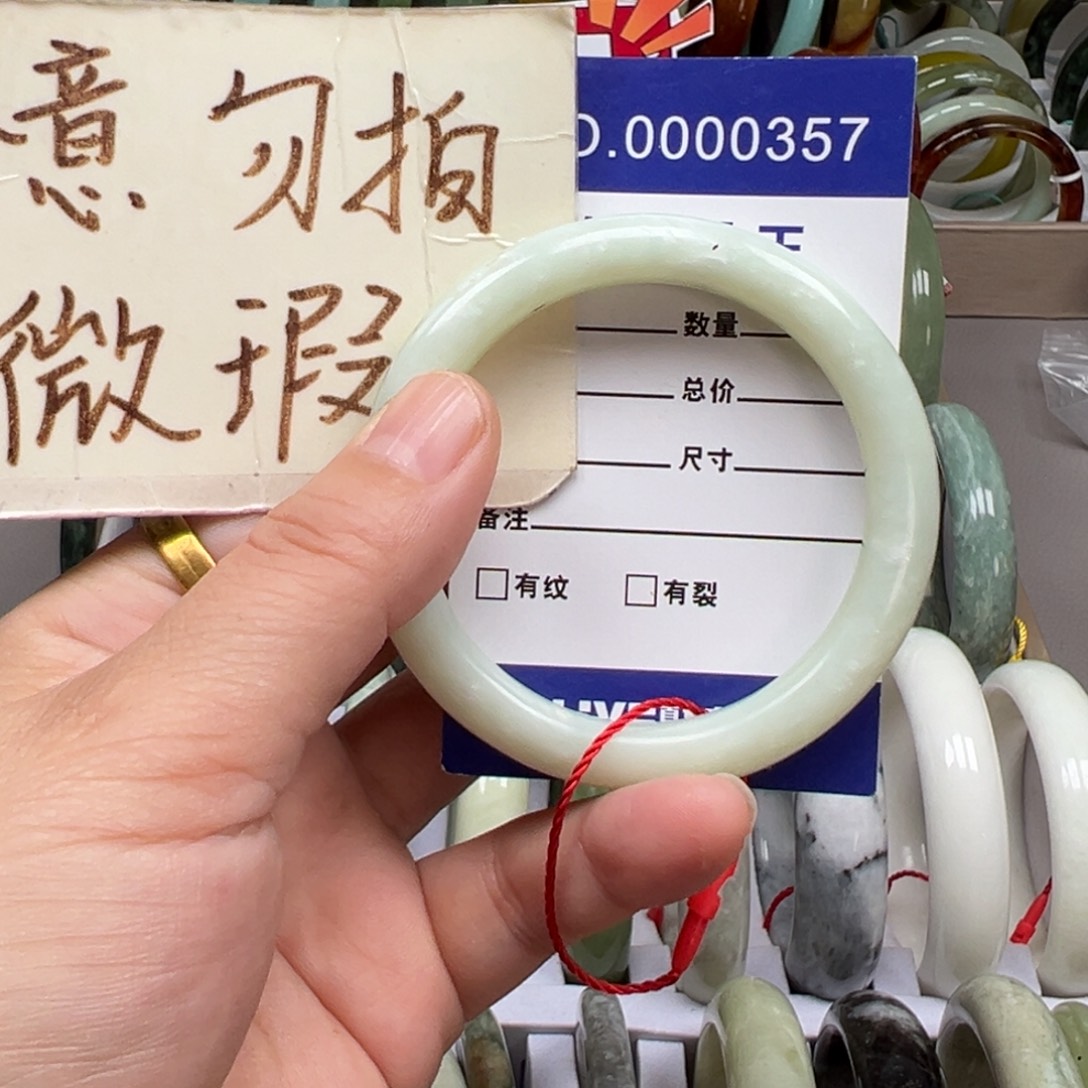 意 勿拍
微瑕
O.0000357
数量
总价
尺寸
备注
□有纹 □有裂